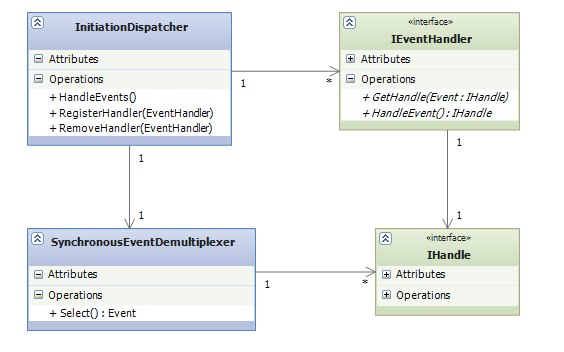 InitiationDispatcher
Attributes
Operations
+ HandleEvents()
+ RegisterHandler(EventHandler)
+ RemoveHandler(EventHandler)
«interface»
IEventHandler
Attributes
Operations
+ GetHandle(Event : IHandle)
+ HandleEvent() : IHandle
1
*
1
1
1
1
SynchronousEventDemultiplexer
Attributes
Operations
+ Select() : Event
1
*
«interface»
IHandle
Attributes
Operations